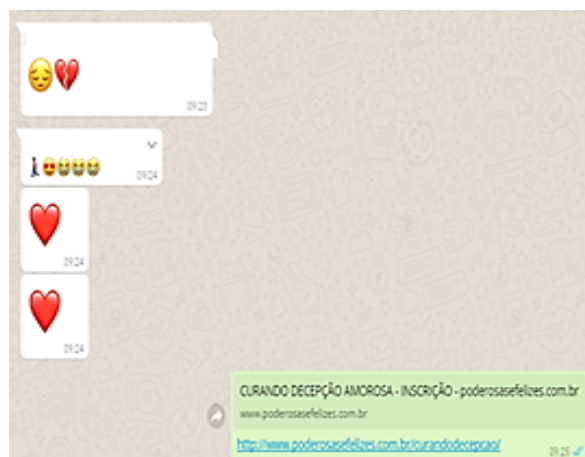 😔💔
09:23
09:24
❤️
09:24
❤️
09:24
CURANDO DECEPÇÃO AMOROSA - INSCRIÇÃO - poderosasefelizes.com.br
www.poderosasefelizes.com.br
http://www.poderosasefelizes.com.br/curandodecepcao/
09:25